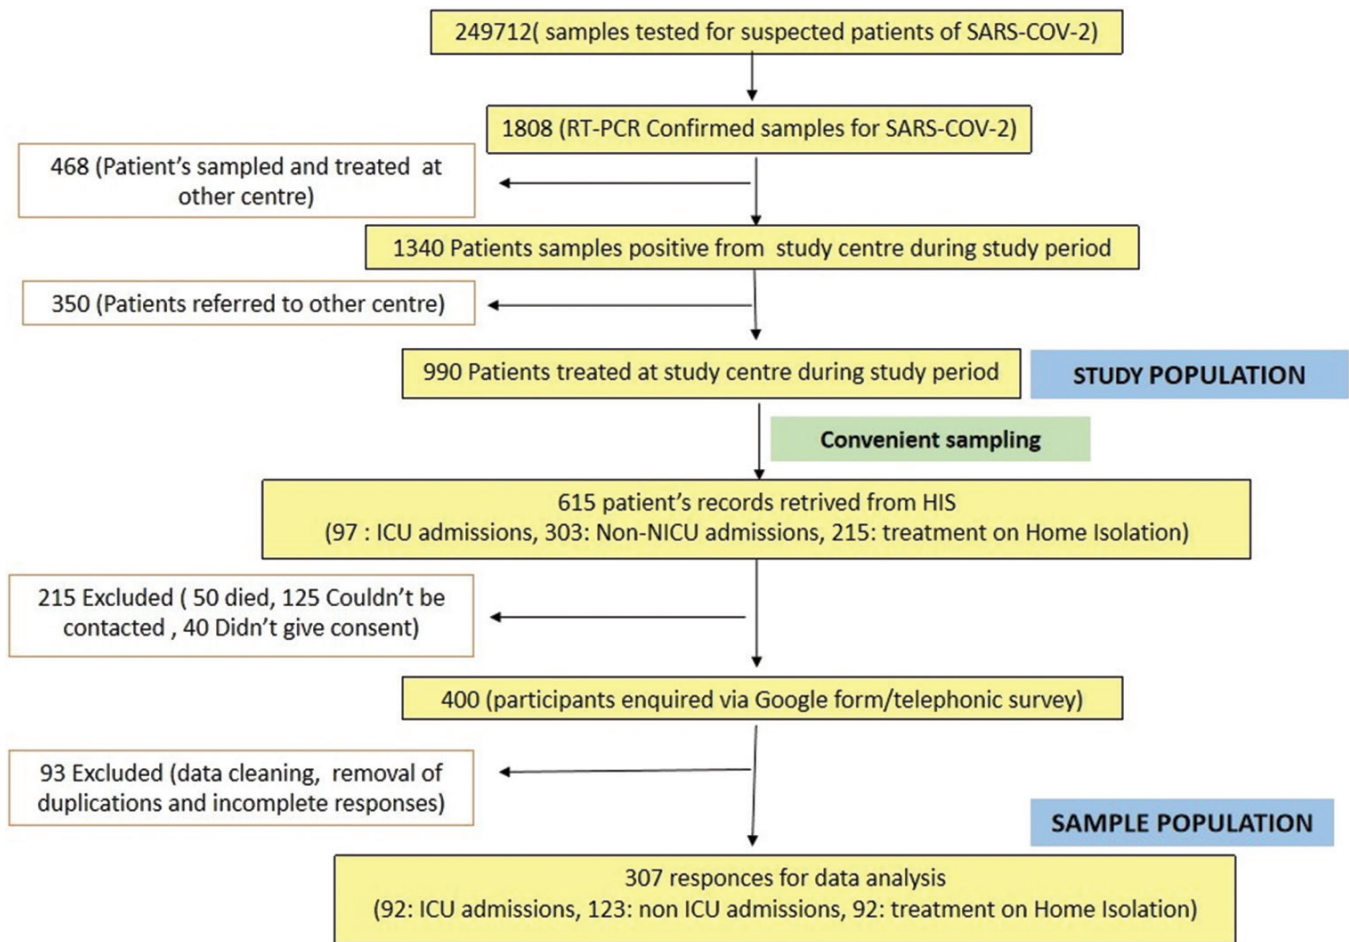 249712( samples tested for suspected patients of SARS-COV-2)
1808 (RT-PCR Confirmed samples for SARS-COV-2)
468 (Patient's sampled and treated at
other centre)
1340 Patients samples positive from study centre during study period
350 (Patients referred to other centre)
990 Patients treated at study centre during study period
STUDY POPULATION
Convenient sampling
615 patient's records retrived from HIS
(97 : ICU admissions, 303: Non-NICU admissions, 215: treatment on Home Isolation)
215 Excluded ( 50 died, 125 Couldn't be
contacted , 40 Didn't give consent)
400 (participants enquired via Google form/telephonic survey)
93 Excluded (data cleaning, removal of
duplications and incomplete responses)
SAMPLE POPULATION
307 responces for data analysis
(92: ICU admissions, 123: non ICU admissions, 92: treatment on Home Isolation)